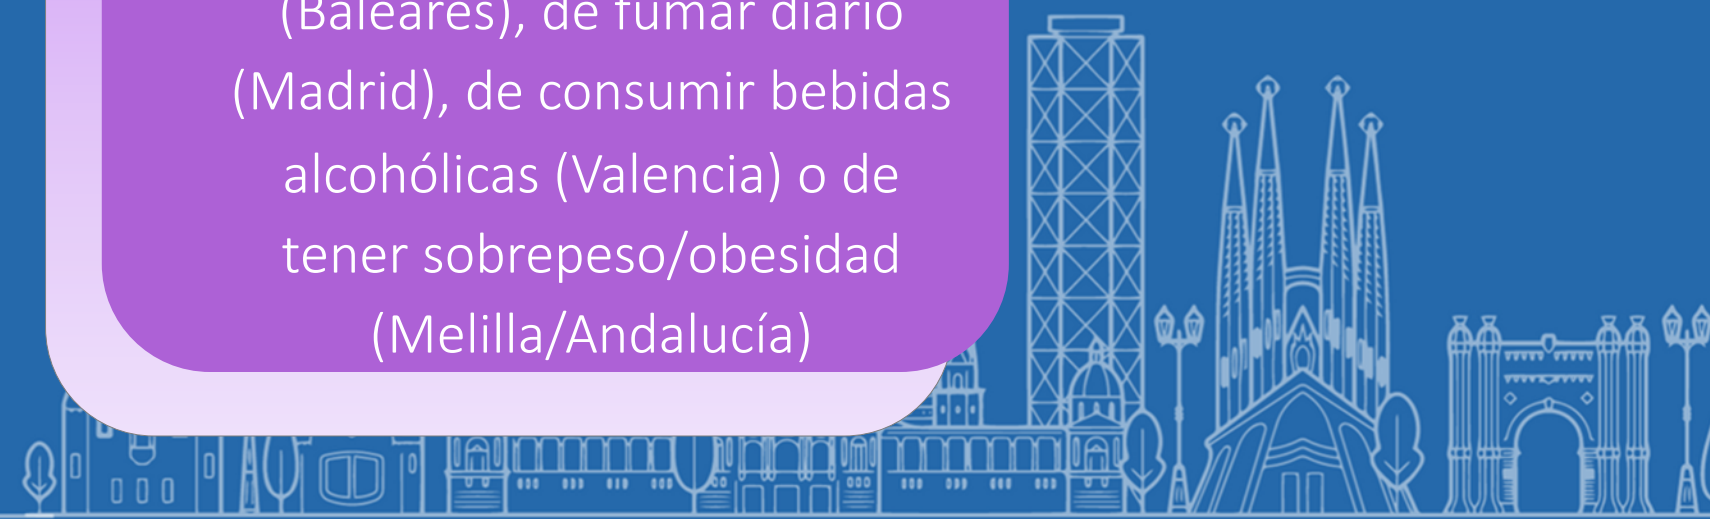 (Baleares), de fumar diario
(Madrid), de consumir bebidas
alcohólicas (Valencia) o de
tener sobrepeso/obesidad
(Melilla/Andalucía)